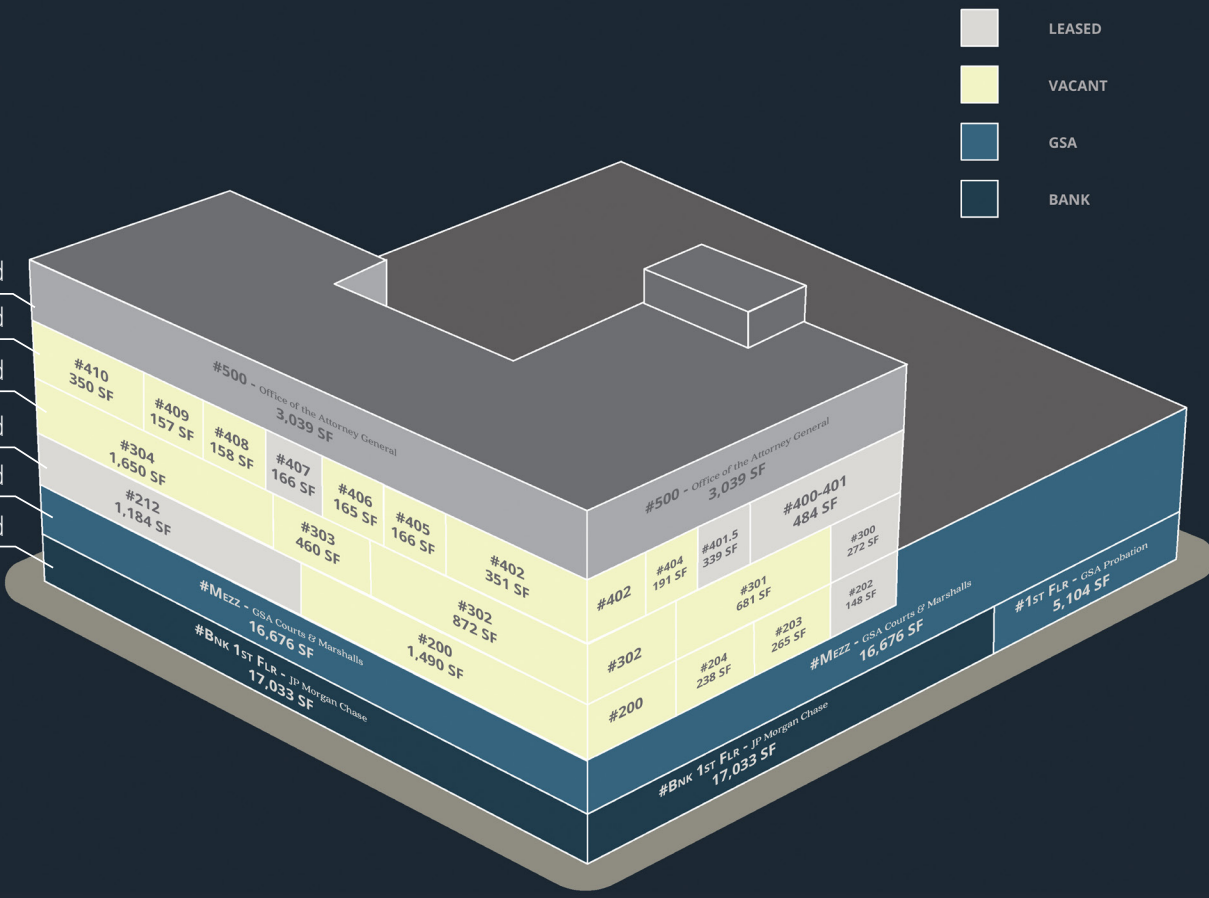 LEASED
VACANT
GSA
BANK
d
d
d
d
d
d
#500 - Office of the Attorney General
3,039 SF
#410
350 SF
#409
157 SF
#408
158 SF
#407
166 SF
#406
165 SF
#405
166 SF
#402
351 SF
#304
1,650 SF
#303
460 SF
#302
872 SF
#212
1,184 SF
#200
1,490 SF
#Mezz - GSA Courts & Marshalls
16,676 SF
#Bnk 1st Flr - JP Morgan Chase
17,033 SF
#500 - Office of the Attorney General
3,039 SF
#402
#404
191 SF
#401.5
339 SF
#400-401
484 SF
#302
#301
681 SF
#300
272 SF
#200
#204
238 SF
#203
265 SF
#202
148 SF
#Mezz - GSA Courts & Marshalls
16,676 SF
#1st Flr - GSA Probation
5,104 SF
#Bnk 1st Flr - JP Morgan Chase
17,033 SF